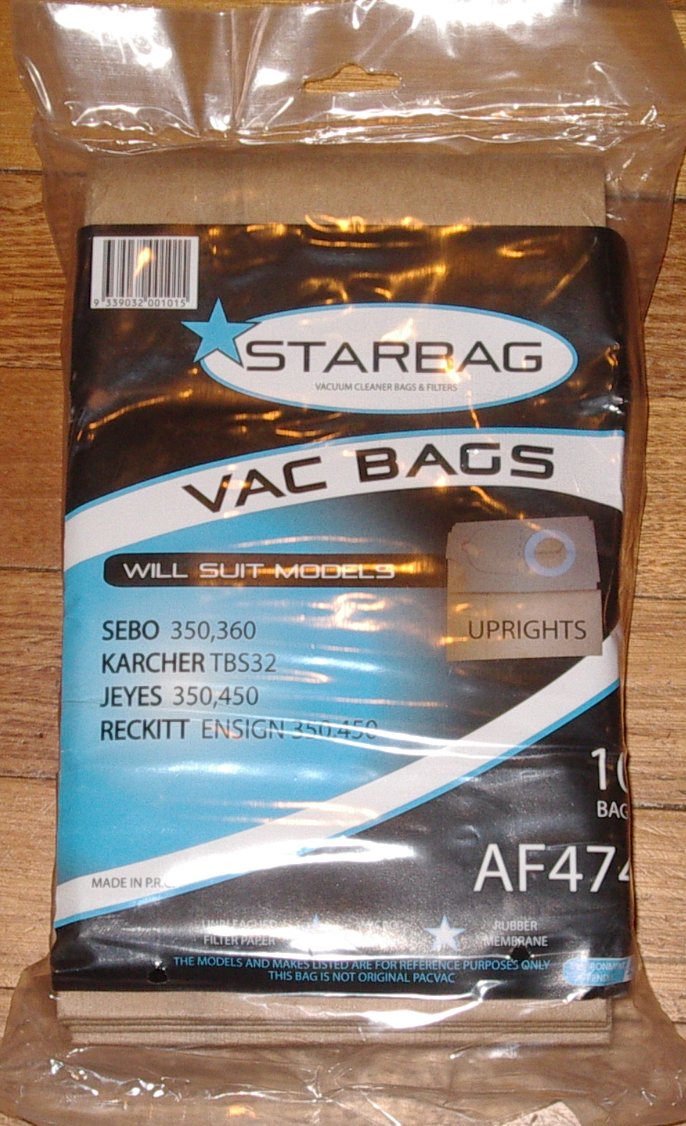 9 339032 001015
STARBAG
VACUUM CLEANER BAGS & FILTERS
VAC BAGS
WILL SUIT MODELS
SEBO 350,360
KARCHER TBS32
JEYES 350,450
RECKITT ENSIGN 350,450
UPRIGHTS
BAG
AF474
MADE IN P.R.C.
FILTER PAPER
RUBBER
MEMBRANE
THE MODELS AND MAKES LISTED ARE FOR REFERENCE PURPOSES ONLY
THIS BAG IS NOT ORIGINAL PACVAC